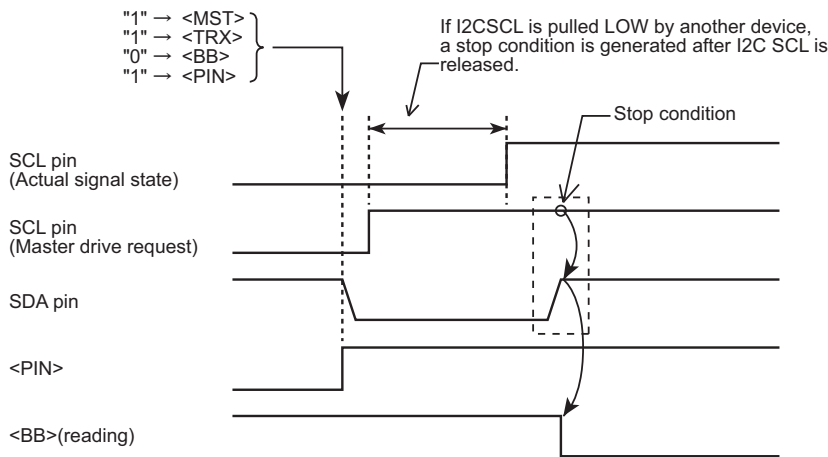 "1" → <MST>
"1" → <TRX>
"0" → <BB>
"1" → <PIN>
If I2CSCL is pulled LOW by another device,
a stop condition is generated after I2C SCL is
released.
Stop condition
SCL pin
(Actual signal state)
SCL pin
(Master drive request)
SDA pin
<PIN>
<BB>(reading)